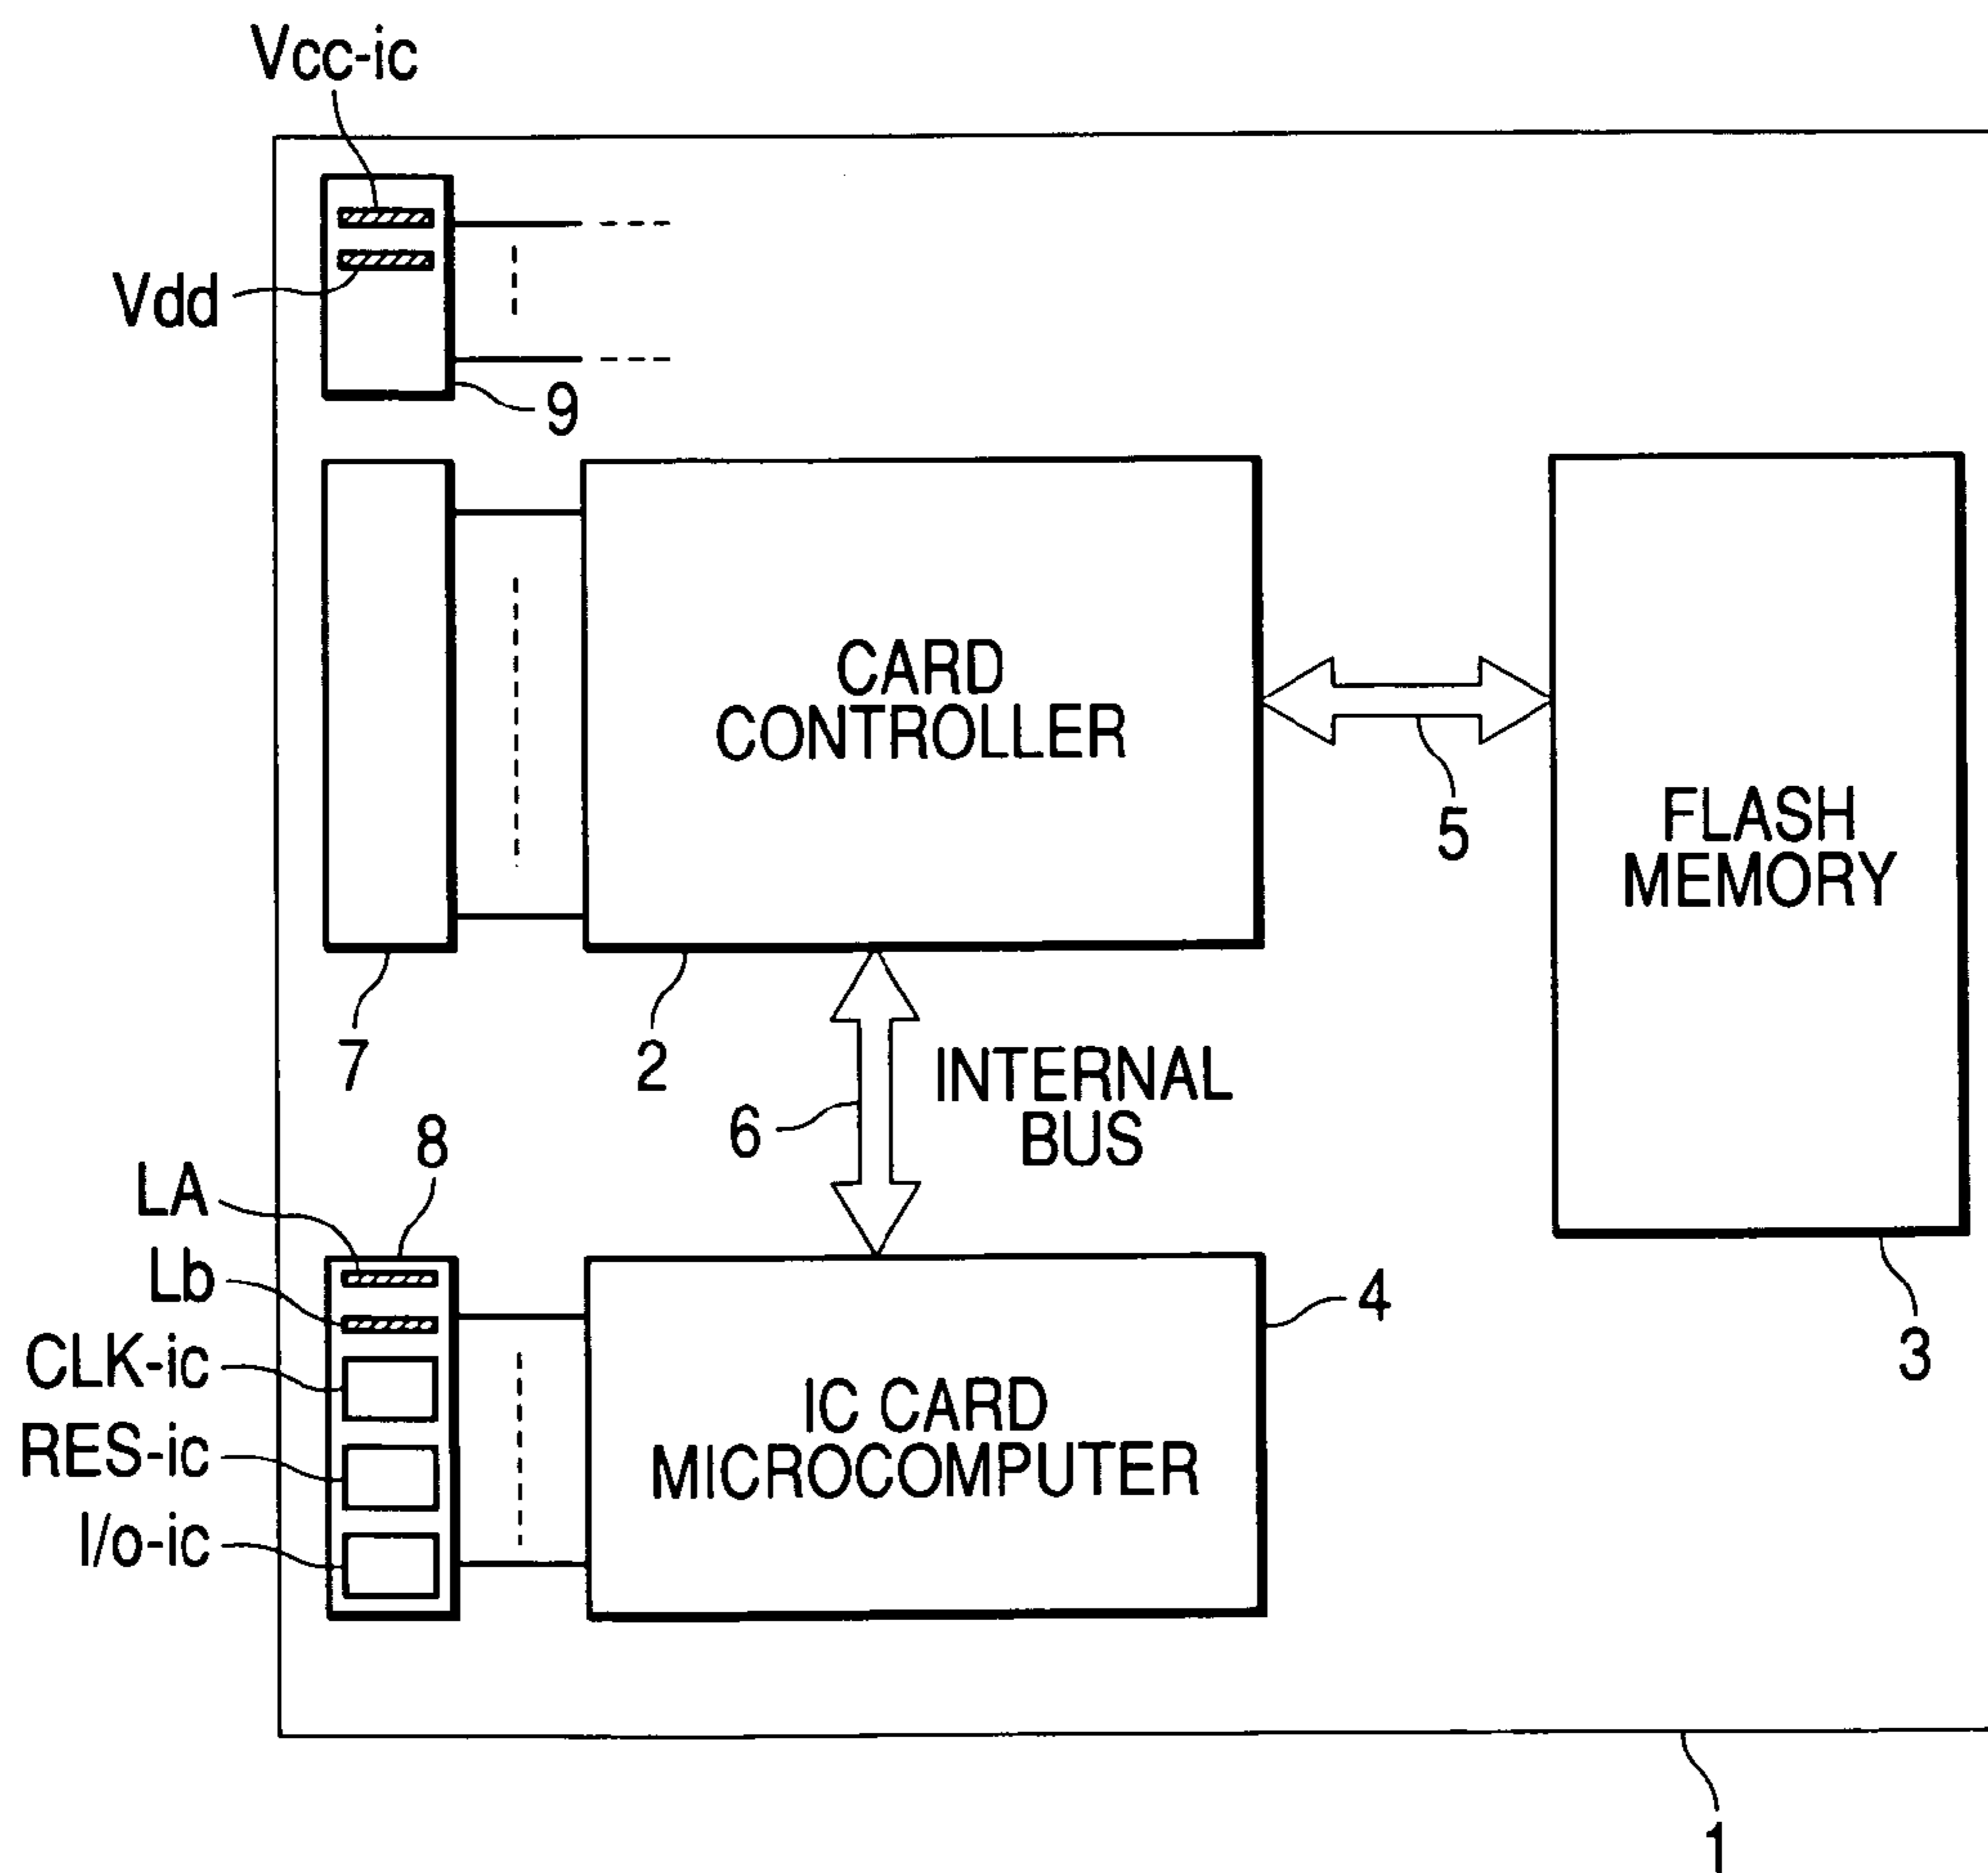 Vcc-ic
Vdd
9
CARD
CONTROLLER
5
FLASH
MEMORY
7
2
6
INTERNAL
BUS
8
LA
Lb
CLK-ic
RES-ic
I/o-ic
IC CARD
MICROCOMPUTER
4
3
1